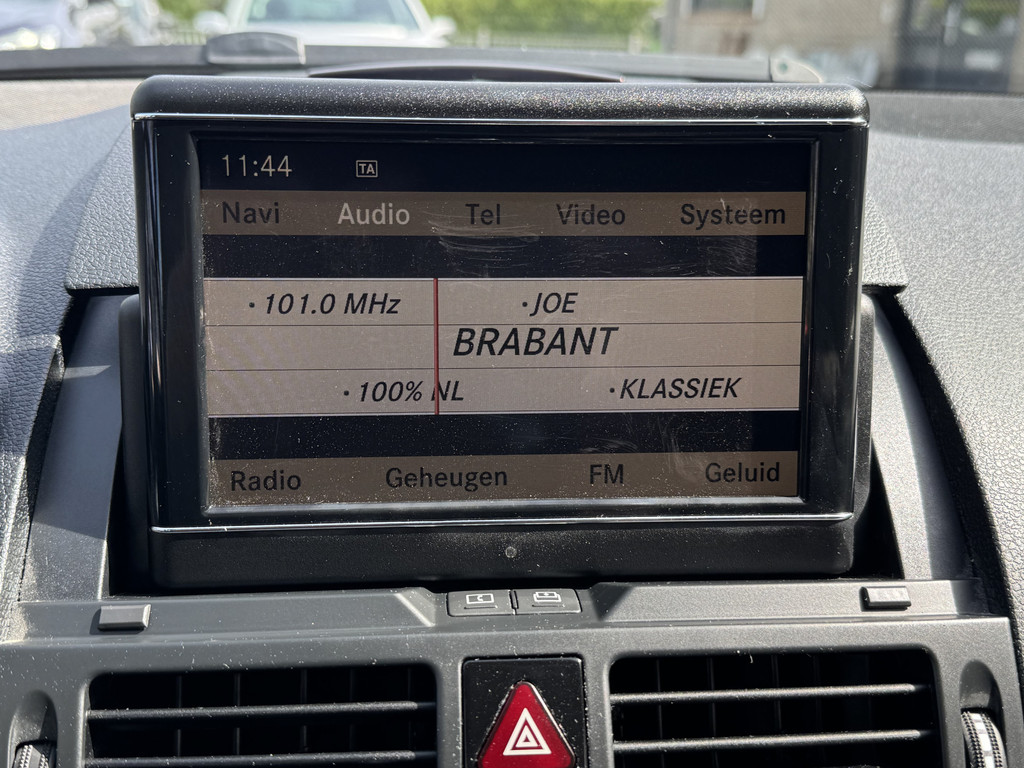 11:44 TA
Navi Audio Tel Video Systeem
·101.0 MHz ·JOE
BRABANT
·100% NL ·KLASSIEK
Radio Geheugen FM Geluid